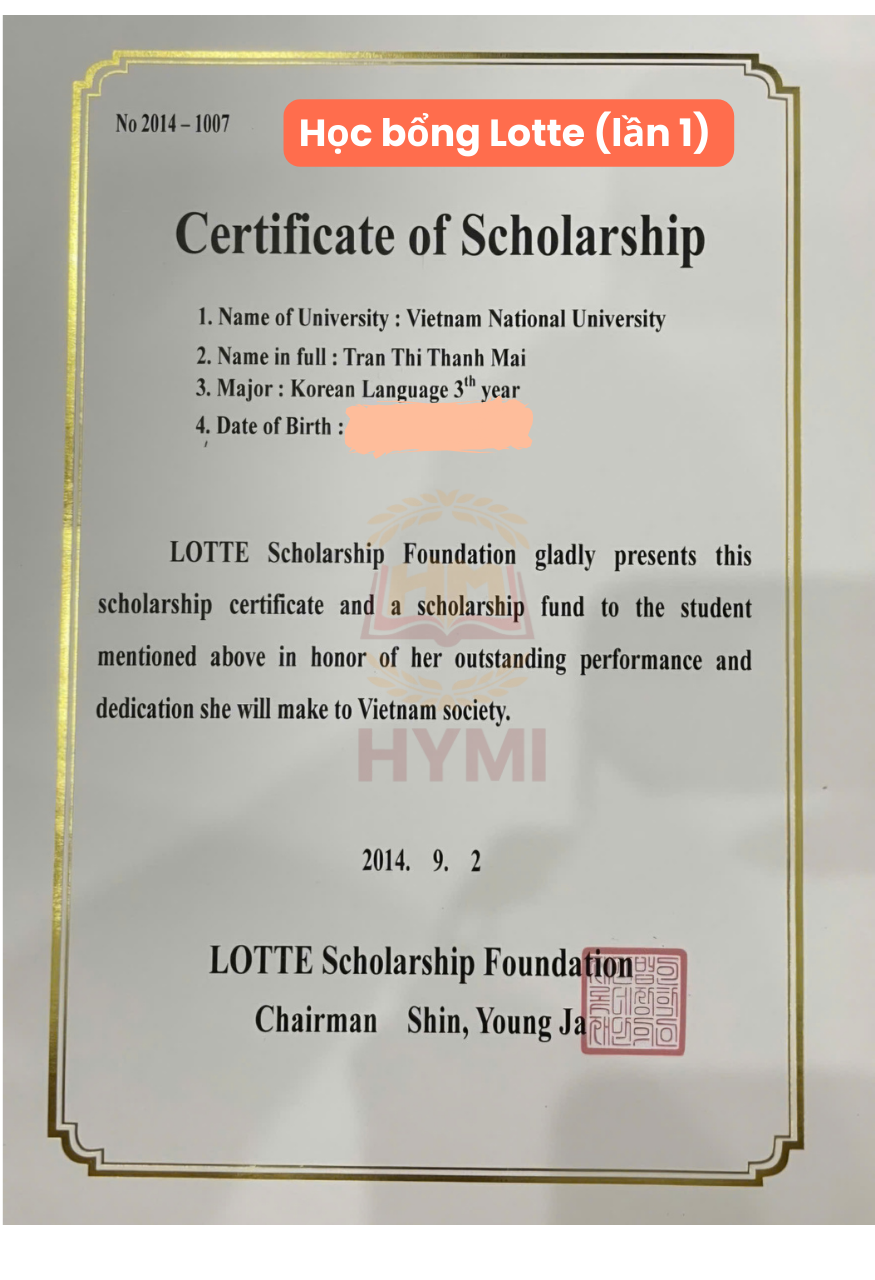 No 2014 – 1007
Học bổng Lotte (lần 1)
Certificate of Scholarship
1. Name of University : Vietnam National University
2. Name in full : Tran Thi Thanh Mai
3. Major : Korean Language 3th year
4. Date of Birth :
LOTTE Scholarship Foundation gladly presents this
scholarship certificate and a scholarship fund to the student
mentioned above in honor of her outstanding performance and
dedication she will make to Vietnam society.
HM
HYMI
2014. 9. 2
LOTTE Scholarship Foundation
Chairman Shin, Young Ja